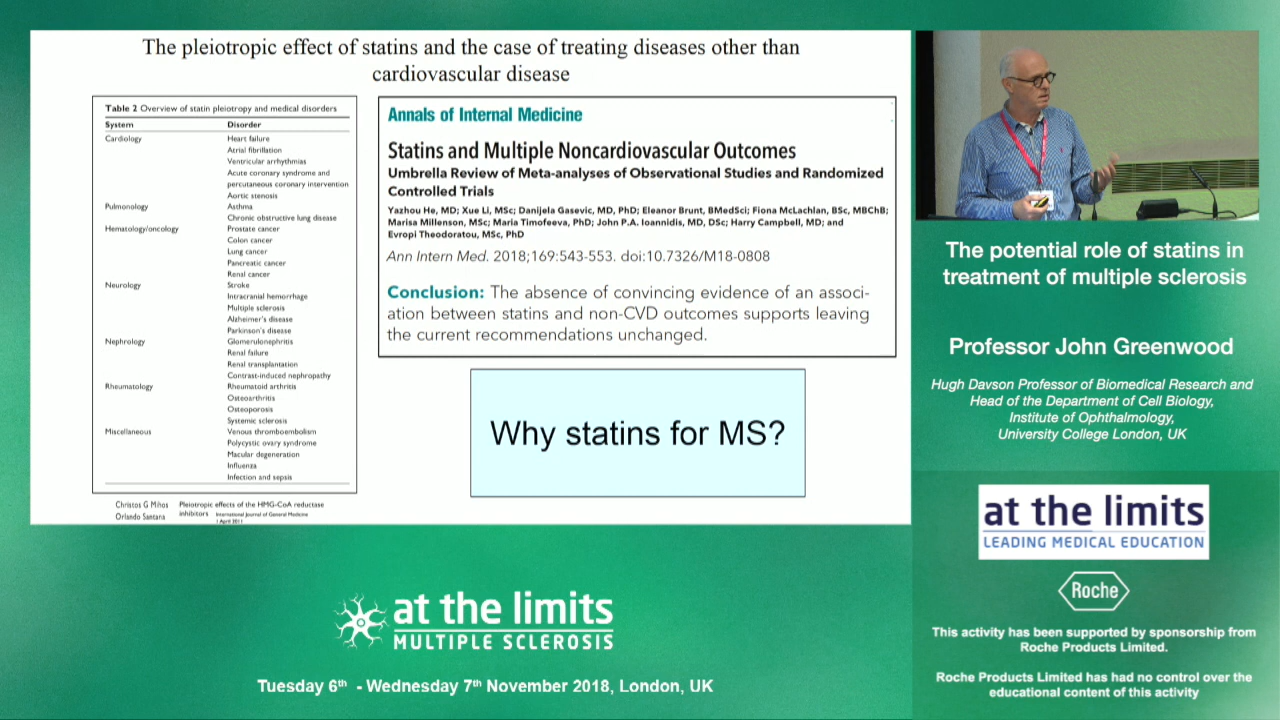 The pleiotropic effect of statins and the case of treating diseases other than
cardiovascular disease
Table 2 Overview of statin pleiotropy and medical disorders
System Disorder
Cardiology Heart failure
Atrial fibrillation
Ventricular arrhythmias
Acute coronary syndrome and
percutaneous coronary intervention
Aortic stenosis
Pulmonology Asthma
Chronic obstructive lung disease
Hematology/oncology Prostate cancer
Colon cancer
Lung cancer
Pancreatic cancer
Renal cancer
Neurology Stroke
Intracranial hemorrhage
Multiple sclerosis
Alzheimer's disease
Parkinson's disease
Nephrology Glomerulonephritis
Renal failure
Renal transplantation
Contrast-induced nephropathy
Rheumatology Rheumatoid arthritis
Osteoarthritis
Osteoporosis
Systemic sclerosis
Miscellaneous Venous thromboembolism
Polycystic ovary syndrome
Macular degeneration
Influenza
Infection and sepsis
Christos G Miños Pleiotropic effects of the HMG-CoA reductase
Orlando Santana inhibitors International Journal of General Medicine
1 April 2011
Annals of Internal Medicine
Statins and Multiple Noncardiovascular Outcomes
Umbrella Review of Meta-analyses of Observational Studies and Randomized
Controlled Trials
Yazhou He, MD; Xue Li, MSc; Danijela Gasevic, MD, PhD; Eleanor Brunt, BMedSci; Fiona McLachlan, BSc, MBChB;
Marisa Millenson, MSc; Maria Timofeeva, PhD; John P.A. Ioannidis, MD, DSc; Harry Campbell, MD; and
Evropi Theodoratou, MSc, PhD
Ann Intern Med. 2018;169:543-553. doi:10.7326/M18-0808
Conclusion: The absence of convincing evidence of an associ-
ation between statins and non-CVD outcomes supports leaving
the current recommendations unchanged.
Why statins for MS?
at the limits
MULTIPLE SCLEROSIS
Tuesday 6th - Wednesday 7th November 2018, London, UK
The potential role of statins in
treatment of multiple sclerosis
Professor John Greenwood
Hugh Davson Professor of Biomedical Research and
Head of the Department of Cell Biology,
Institute of Ophthalmology,
University College London, UK
at the limits
LEADING MEDICAL EDUCATION
Roche
This activity has been supported by sponsorship from
Roche Products Limited.
Roche Products Limited has had no control over the
educational content of this activity